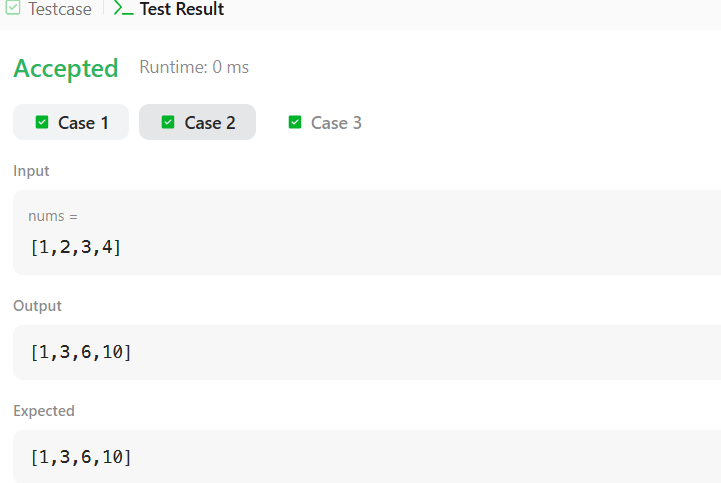 Testcase Test Result
Accepted Runtime: 0 ms
Case 1 Case 2 Case 3
Input
nums =
[1,2,3,4]
Output
[1,3,6,10]
Expected
[1,3,6,10]